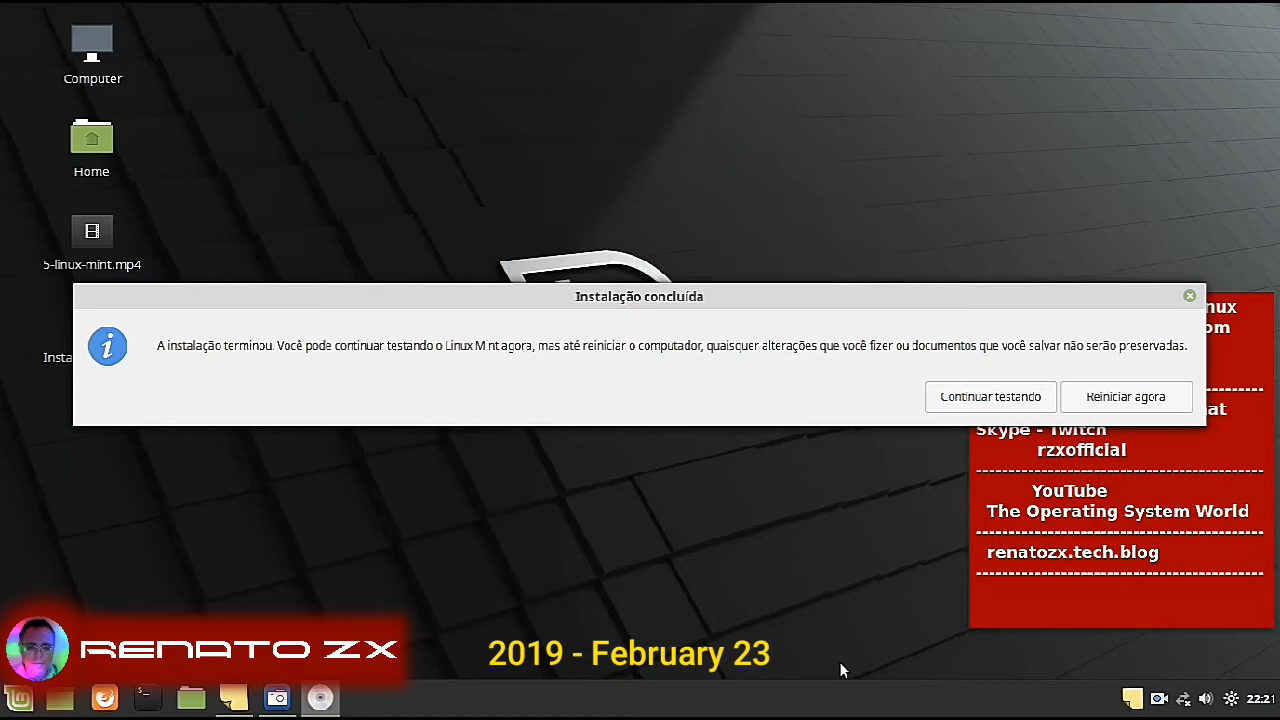 Computer
Home
5-linux-mint.mp4
Insta
Instalação concluída
A instalação terminou. Você pode continuar testando o Linux Mint agora, mas até reiniciar o computador, quaisquer alterações que você fizer ou documentos que você salvar não serão preservadas.
Continuar testando
Reiniciar agora
nux
om
-----------
at
Skype - Twitch
rzxofficial
--------------------------------------------
YouTube
The Operating System World
--------------------------------------------
renatozx.tech.blog
--------------------------------------------
RENATO ZX
2019 - February 23
22:21